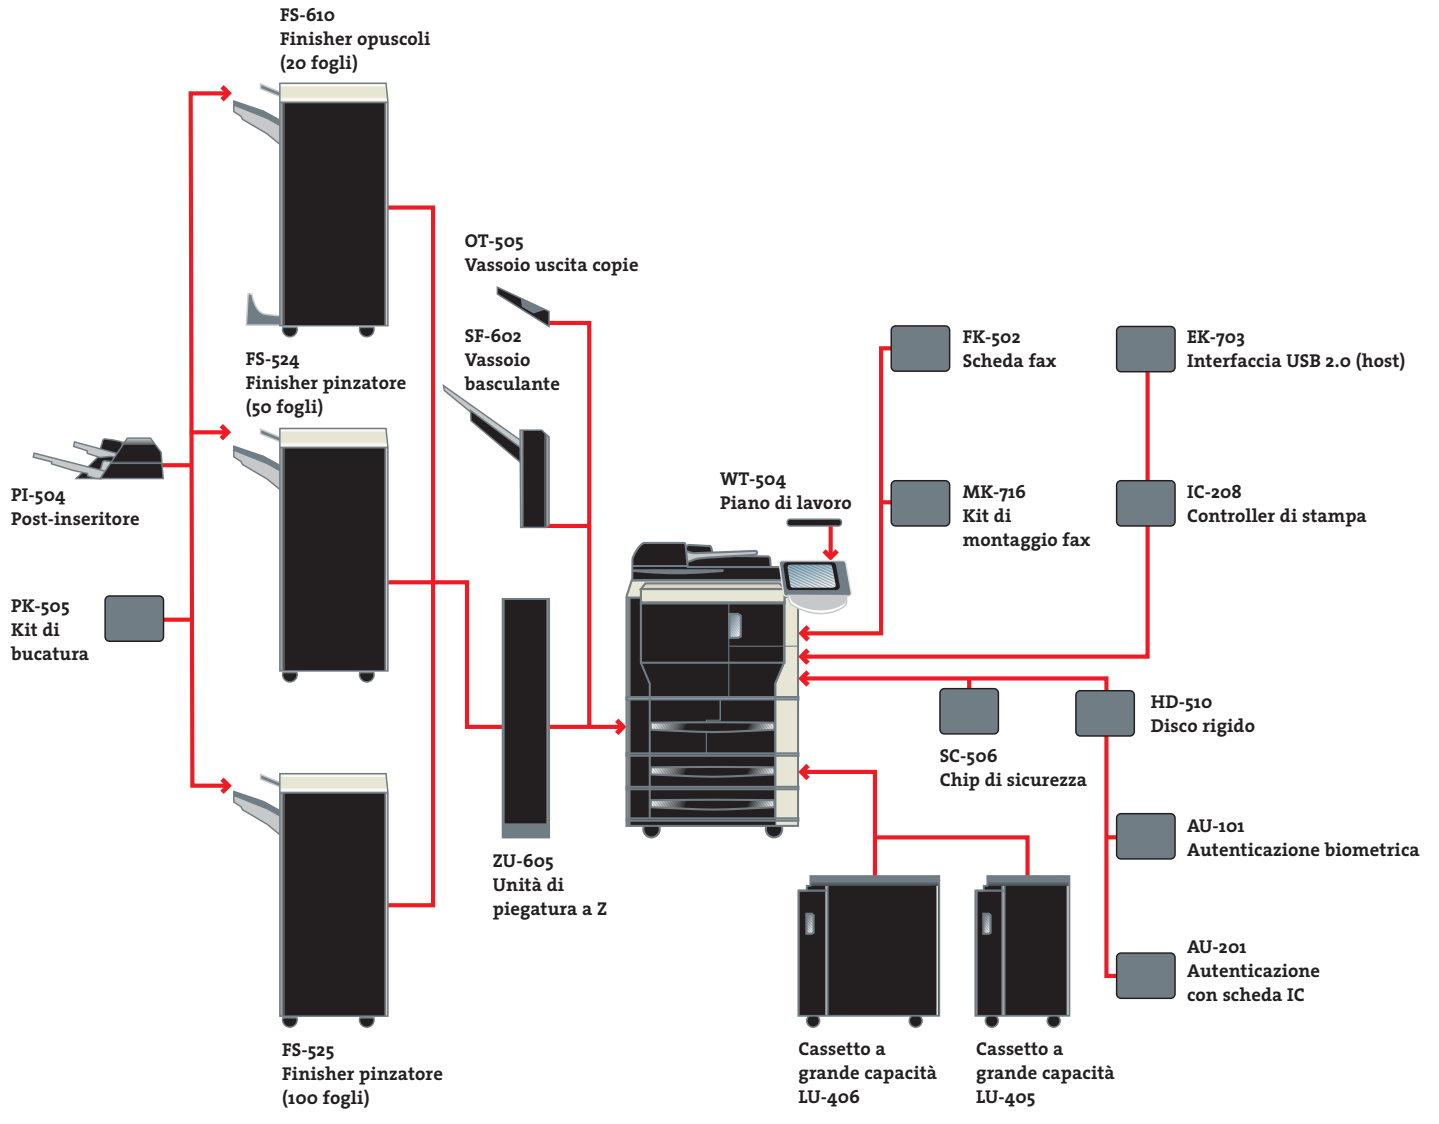 FS-610
Finisher opuscoli
(20 fogli)
OT-505
Vassoio uscita copie
SF-602
Vassoio
basculante
FS-524
Finisher pinzatore
(50 fogli)
PI-504
Post-inseritore
PK-505
Kit di
bucatura
FS-525
Finisher pinzatore
(100 fogli)
ZU-605
Unità di
piegatura a Z
WT-504
Piano di lavoro
FK-502
Scheda fax
EK-703
Interfaccia USB 2.0 (host)
MK-716
Kit di
montaggio fax
IC-208
Controller di stampa
SC-506
Chip di sicurezza
HD-510
Disco rigido
AU-101
Autenticazione biometrica
AU-201
Autenticazione
con scheda IC
Cassetto a
grande capacità
LU-406
Cassetto a
grande capacità
LU-405